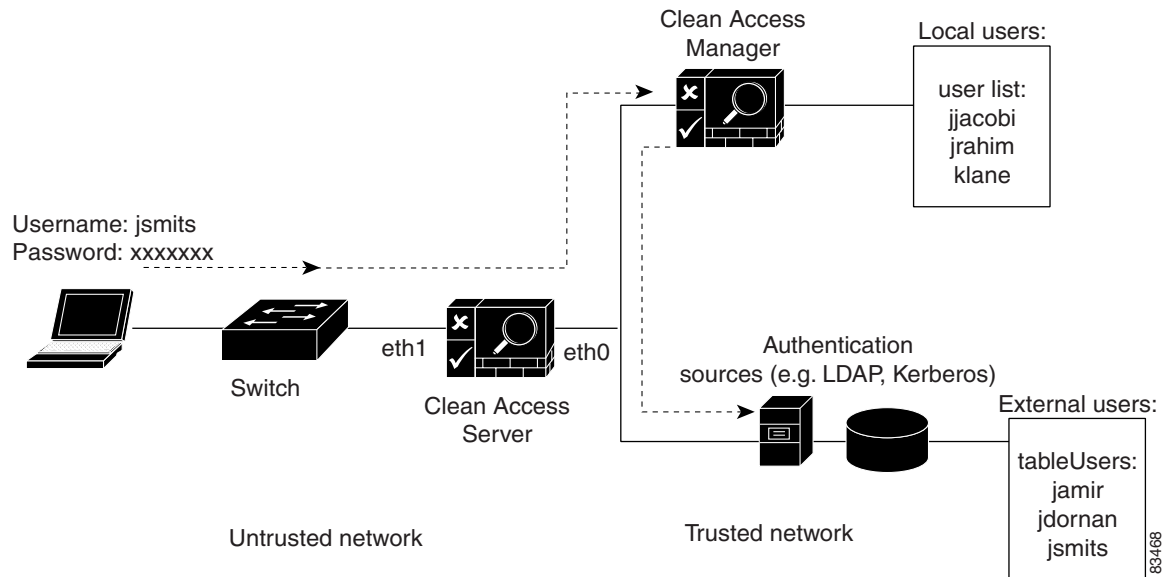 Clean Access
Manager
Local users:
user list:
jjacobi
jrahim
klane
Username: jsmits
Password: xxxxxxx
eth1
eth0
Switch
Clean Access
Server
Authentication
sources (e.g. LDAP, Kerberos)
External users:
tableUsers:
jamir
jdornan
jsmits
Untrusted network
Trusted network
83468